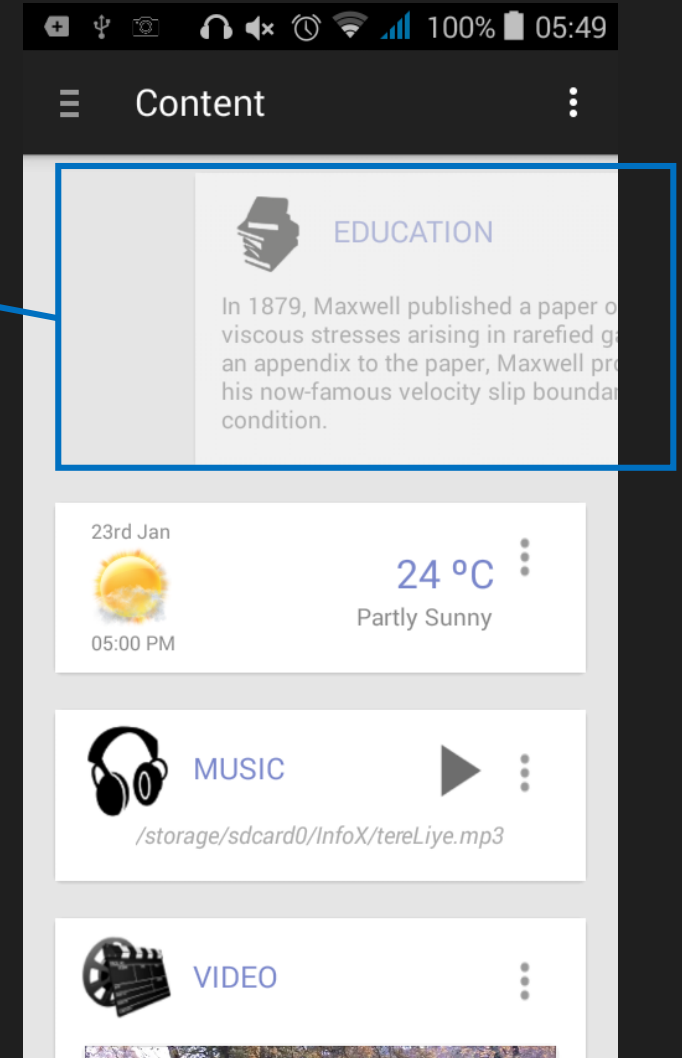 100% 05:49
Content
EDUCATION
In 1879, Maxwell published a paper o
viscous stresses arising in rarefied g
an appendix to the paper, Maxwell pro
his now-famous velocity slip boundar
condition.
23rd Jan
24 ºC
Partly Sunny
05:00 PM
MUSIC
/storage/sdcard0/InfoX/tereLiye.mp3
VIDEO